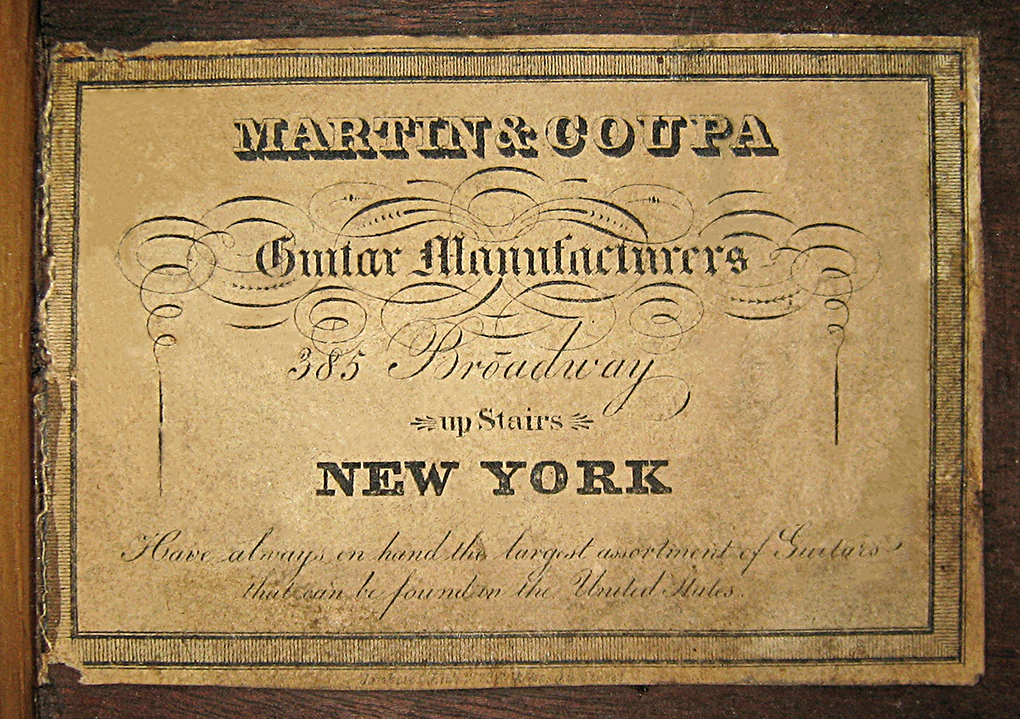 MARTIN & COUPA
Guitar Manufacturers
385 Broadway
up Stairs
NEW YORK
Have always on hand the largest assortment of Guitars
that can be found in the United States.